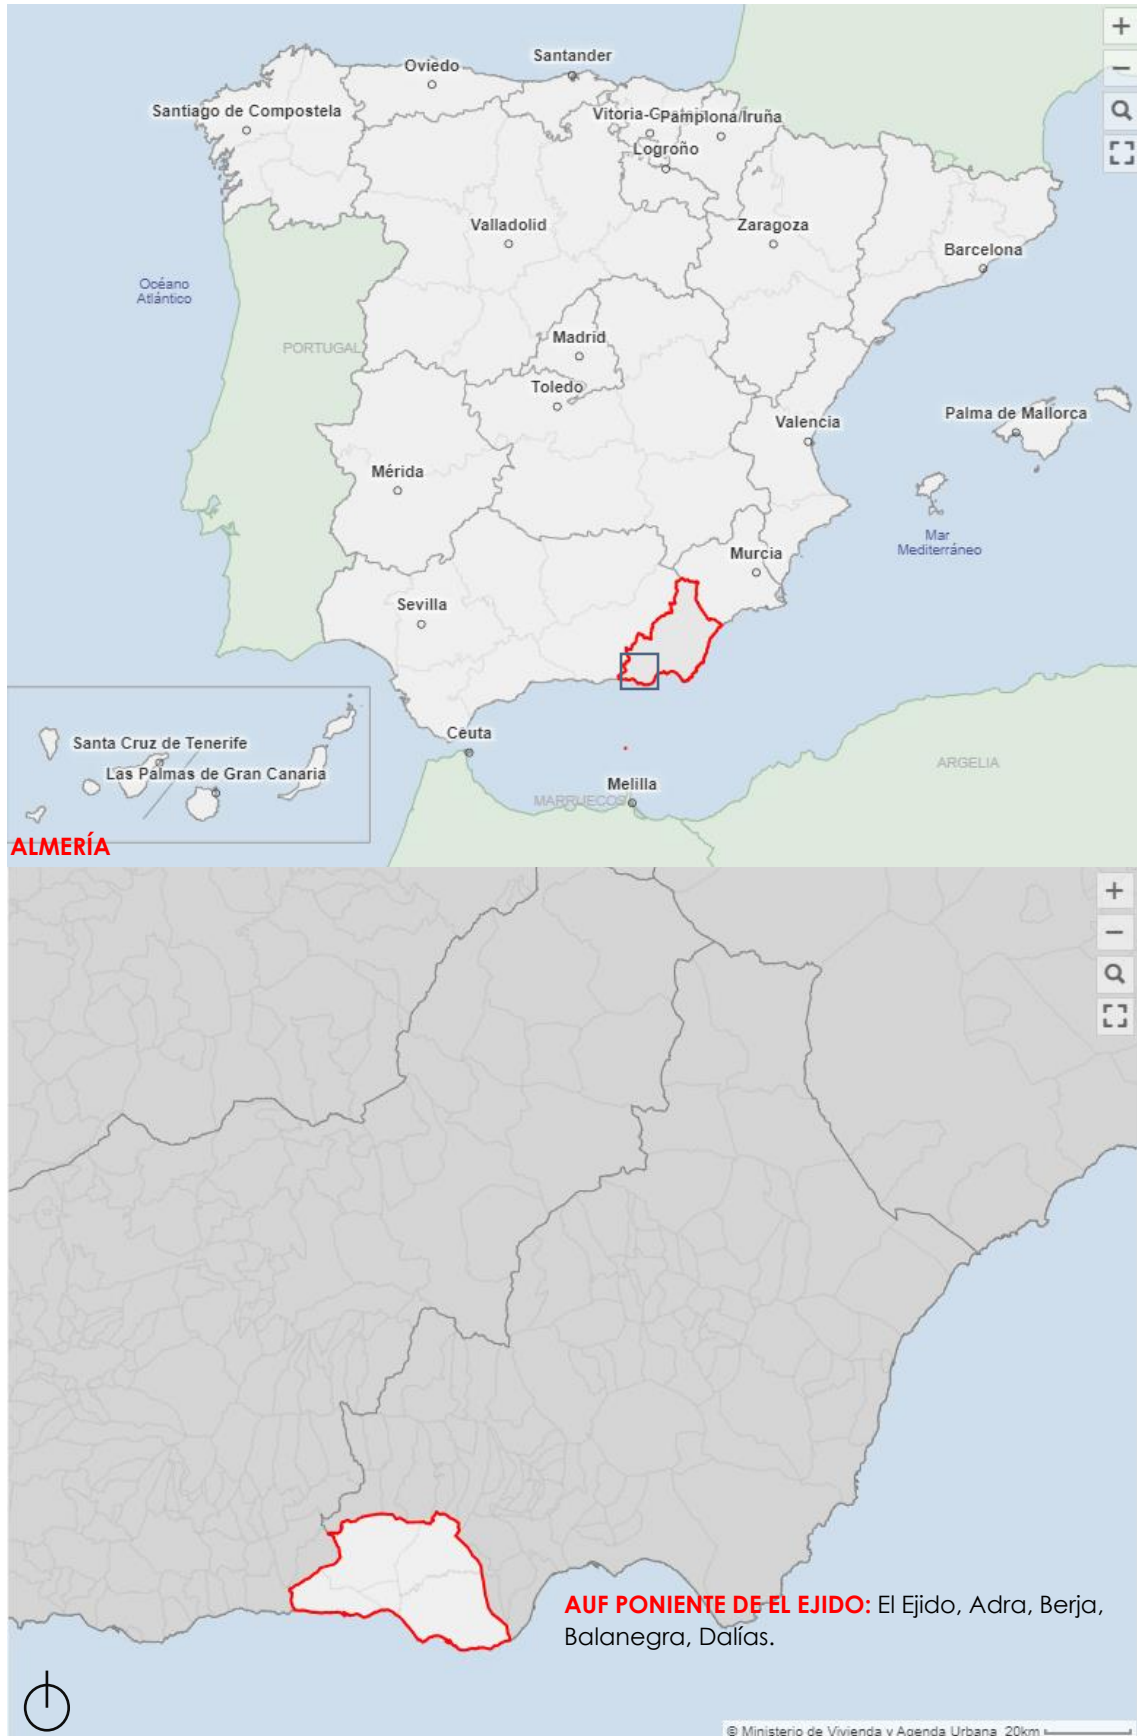 Santander
Oviedo
Santiago de Compostela
Vitoria-Gasteiz
Pamplona/Iruña
Logroño
Valladolid
Zaragoza
Barcelona
Océano
Atlántico
Madrid
PORTUGAL
Toledo
Palma de Mallorca
Valencia
Mérida
Mar
Mediterráneo
Murcia
Sevilla
Ceuta
Santa Cruz de Tenerife
Las Palmas de Gran Canaria
ARGELIA
Melilla
MARRUECOS
ALMERÍA
AUF PONIENTE DE EL EJIDO: El Ejido, Adra, Berja,
Balanegra, Dalías.
© Ministerio de Vivienda y Agenda Urbana 20km